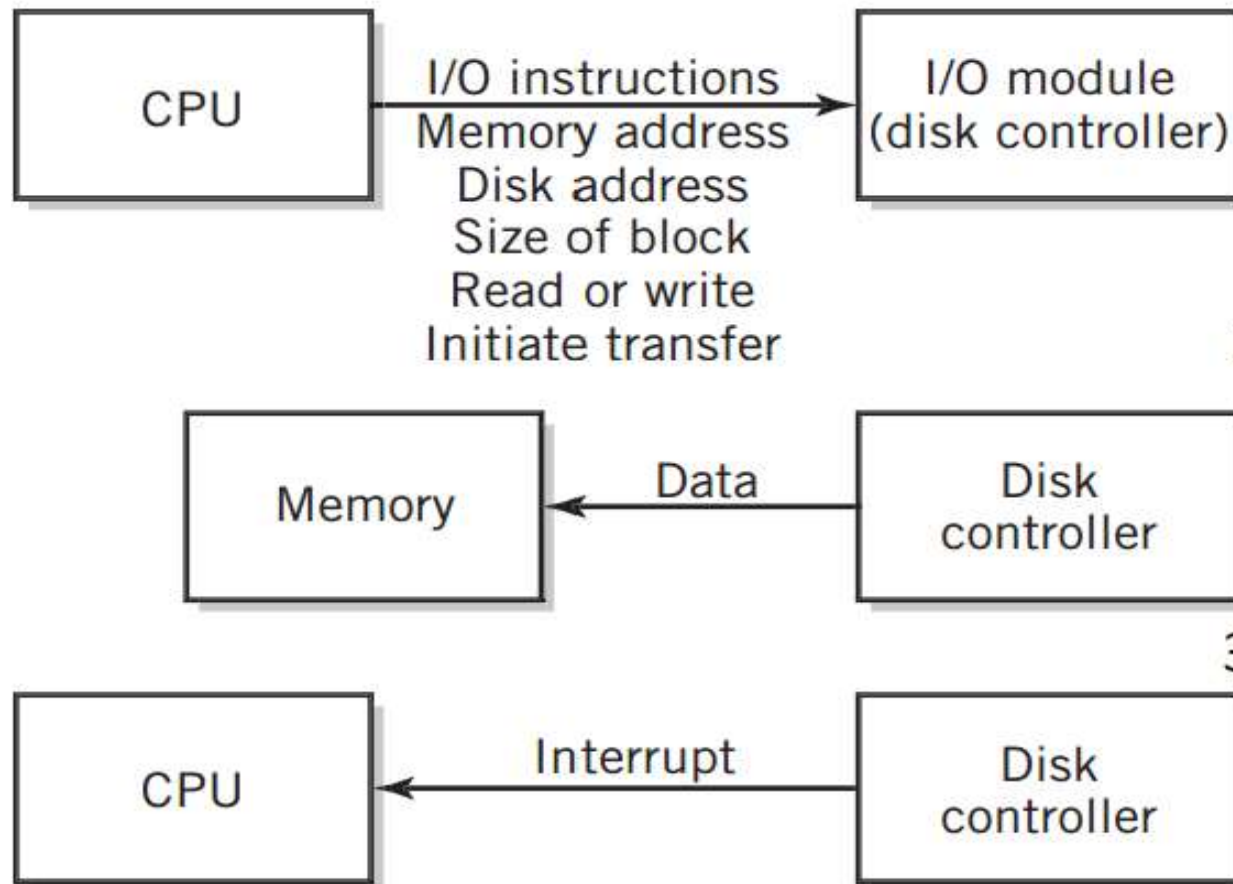 CPU
I/O instructions
Memory address
Disk address
Size of block
Read or write
Initiate transfer
I/O module
(disk controller)
Memory
Data
Disk
controller
3
CPU
Interrupt
Disk
controller